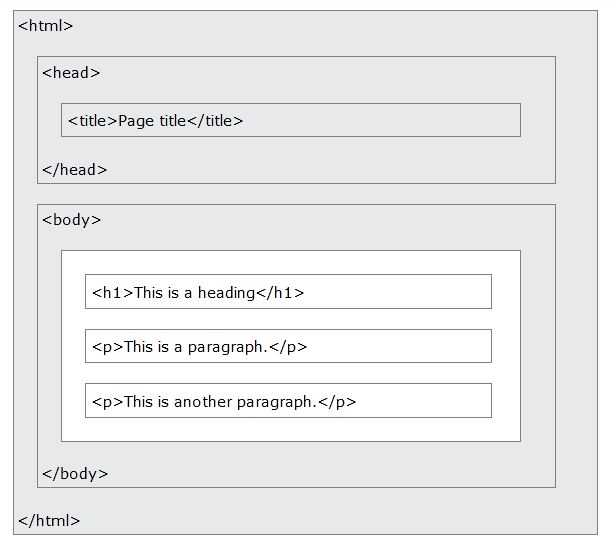 <html>
<head>
<title>Page title</title>
</head>
<body>
<h1>This is a heading</h1>
<p>This is a paragraph.</p>
<p>This is another paragraph.</p>
</body>
</html>